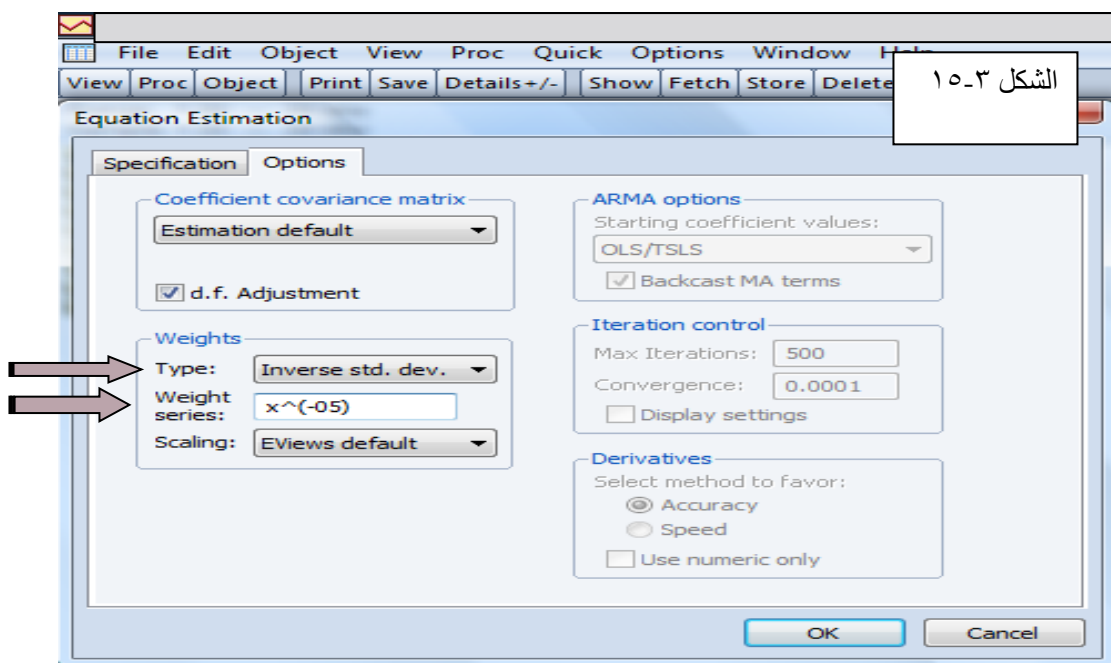 File Edit Object View Proc Quick Options Window Help
View Proc Object Print Save Details+/- Show Fetch Store Delete
الشكل ٣-١٥
Equation Estimation
Specification Options
Coefficient covariance matrix
Estimation default
d.f. Adjustment
Weights
Type: Inverse std. dev.
Weight series: x^(-05)
Scaling: EViews default
ARMA options
Starting coefficient values:
OLS/TSLS
Backcast MA terms
Iteration control
Max Iterations: 500
Convergence: 0.0001
Display settings
Derivatives
Select method to favor:
Accuracy
Speed
Use numeric only
OK Cancel